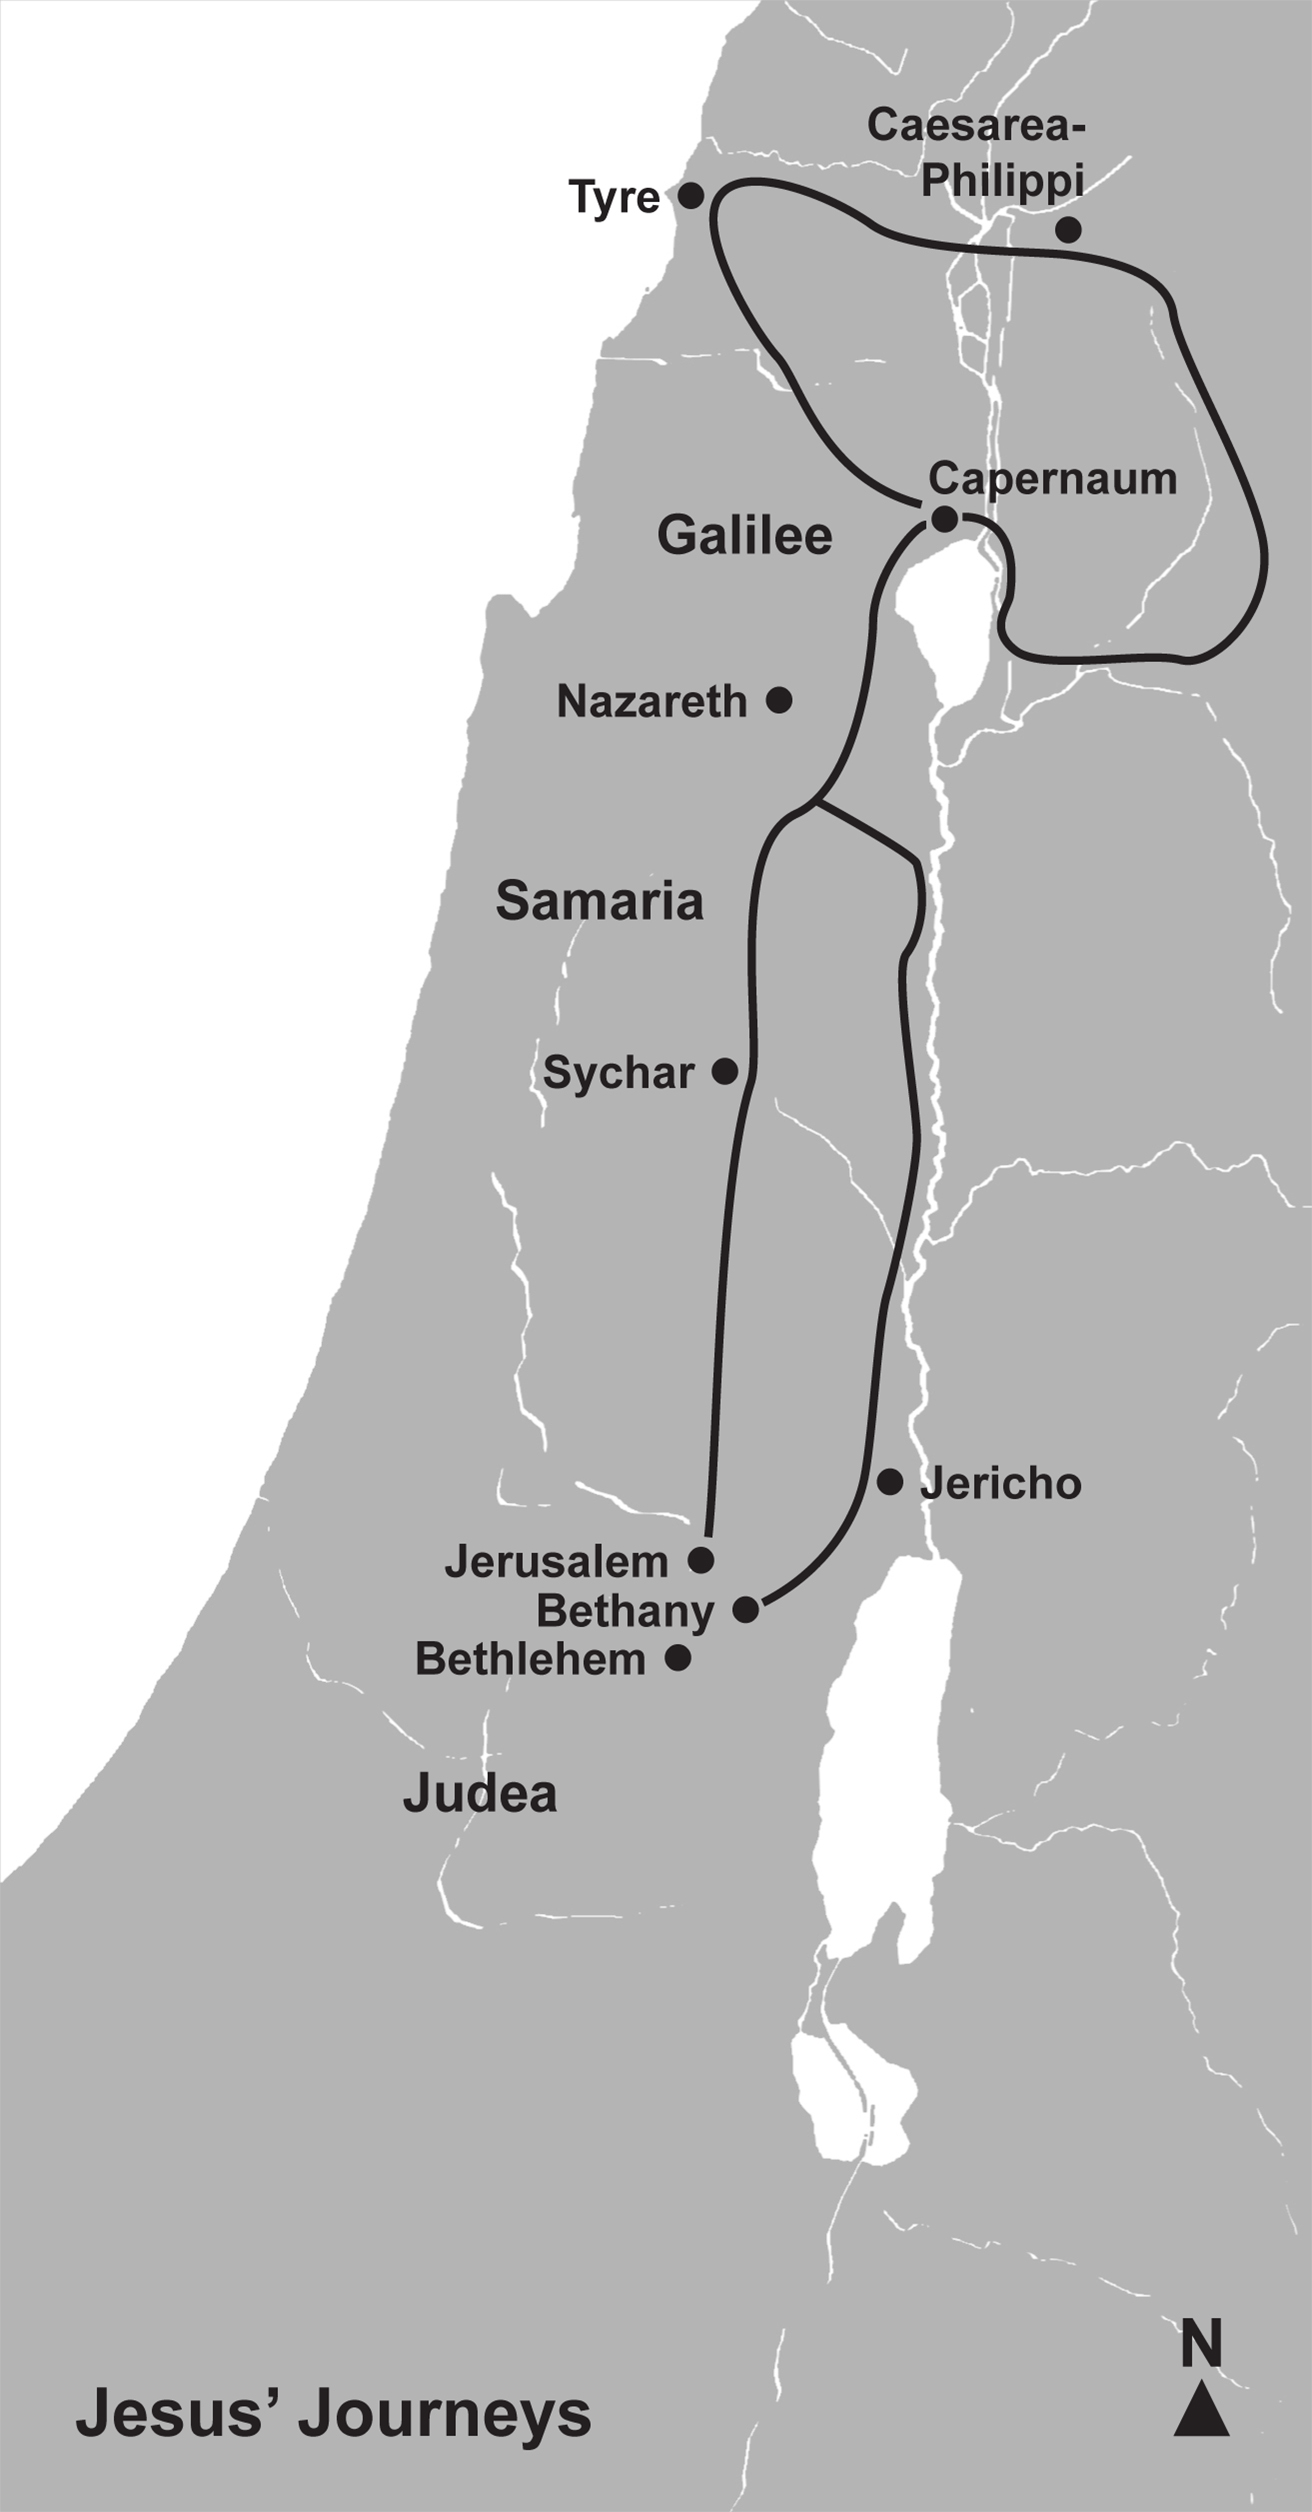 Caesarea-
Philippi
Tyre
Capernaum
Galilee
Nazareth
Samaria
Sychar
Jericho
Jerusalem
Bethany
Bethlehem
Judea
N
Jesus’ Journeys